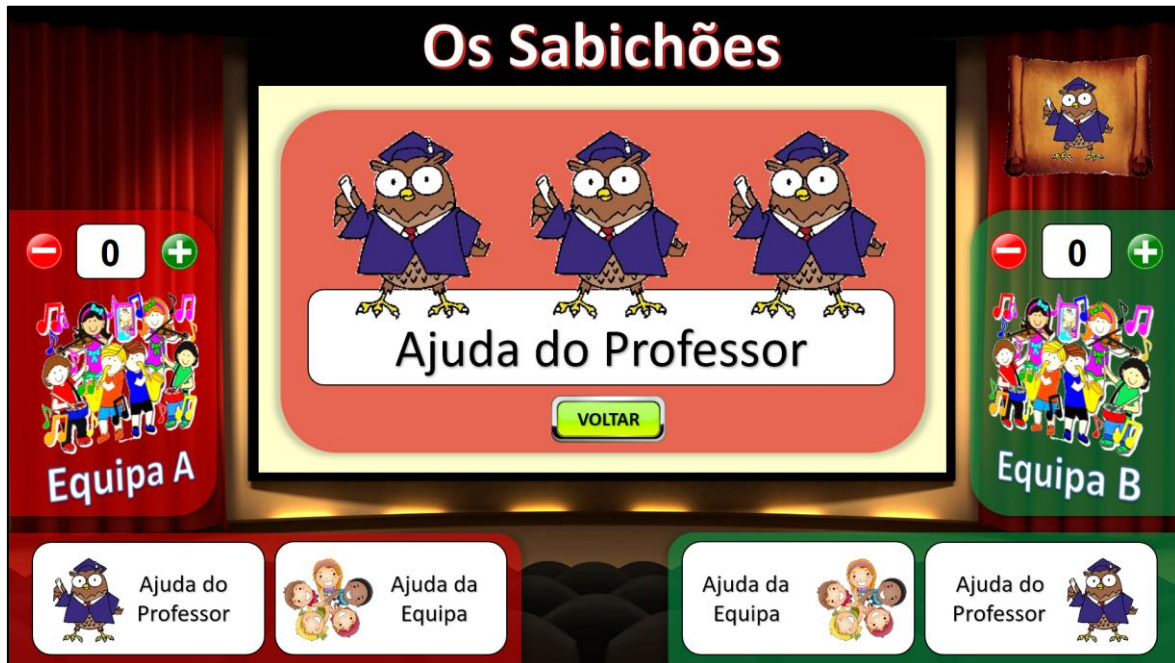 Os Sabichões
0
0
Ajuda do Professor
VOLTAR
Equipa A
Equipa B
Ajuda do
Professor
Ajuda da
Equipa
Ajuda da
Equipa
Ajuda do
Professor